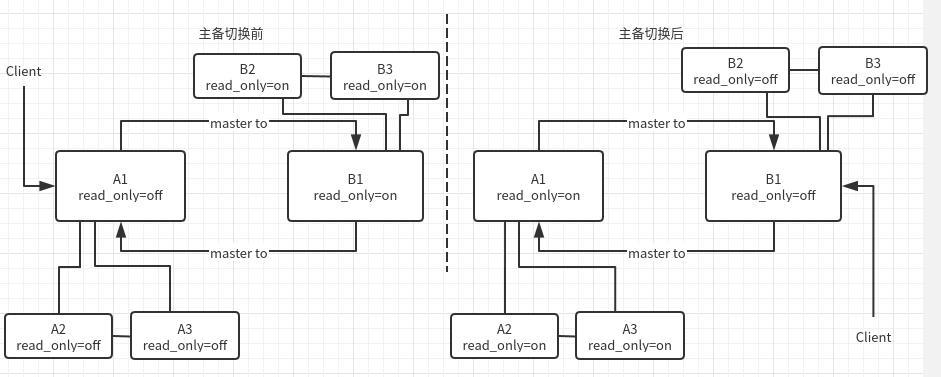 主备切换前
Client
B2
read_only=on
B3
read_only=on
master to
A1
read_only=off
B1
read_only=on
master to
A2
read_only=off
A3
read_only=off
主备切换后
B2
read_only=off
B3
read_only=off
master to
A1
read_only=on
B1
read_only=off
master to
A2
read_only=on
A3
read_only=on
Client